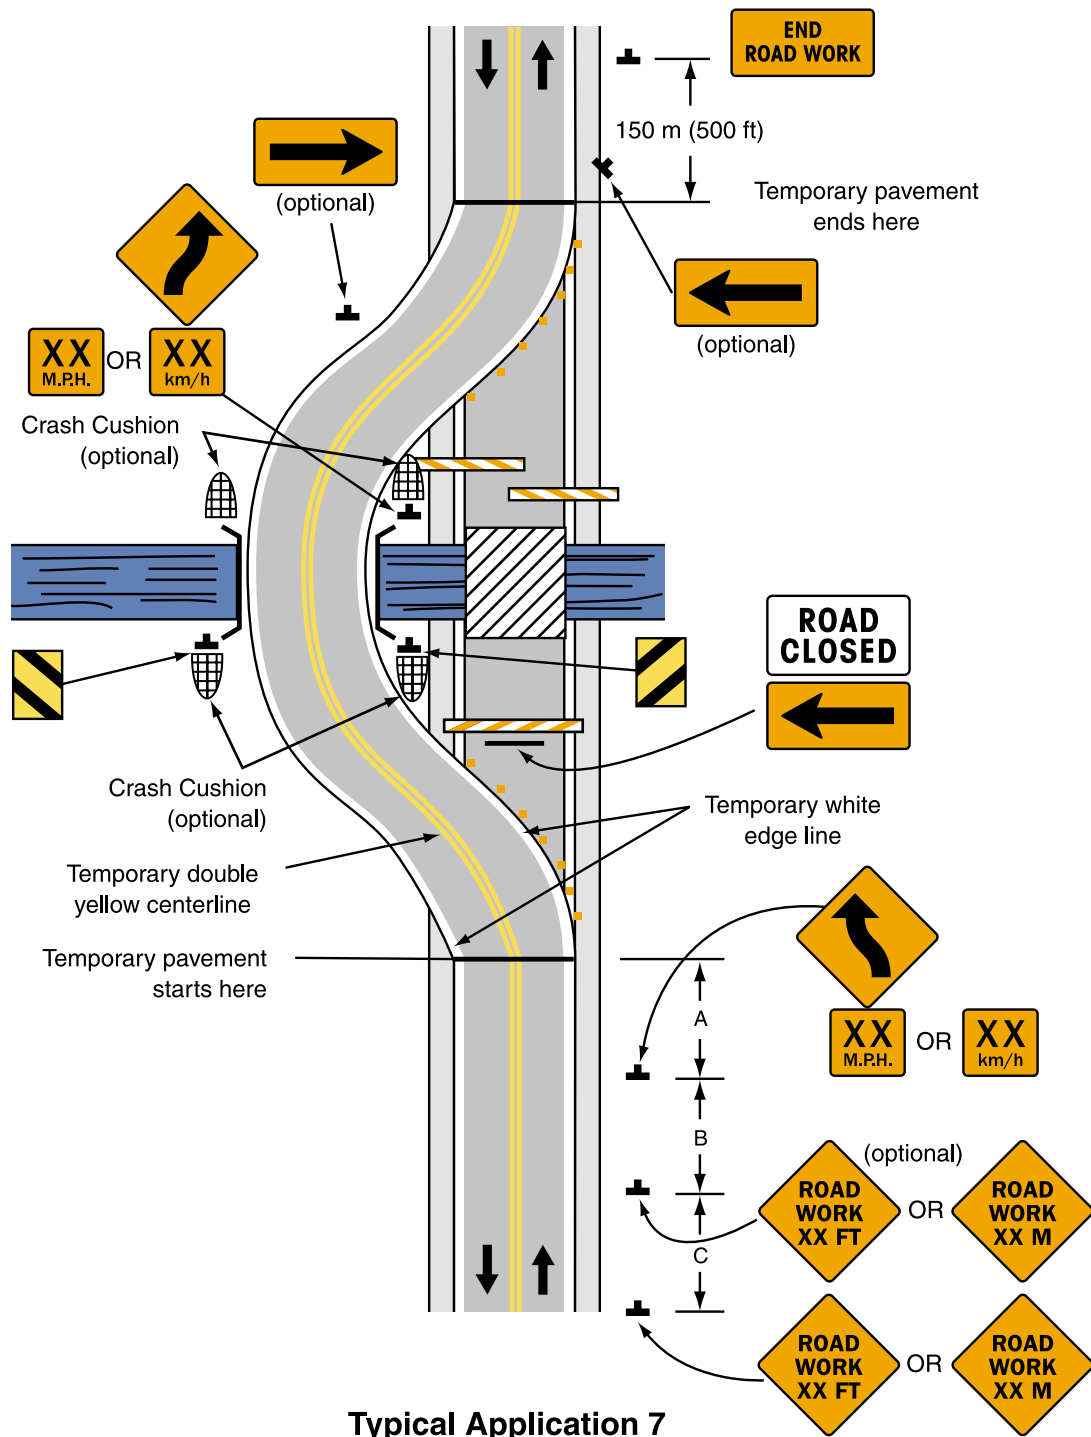 END
ROAD WORK
150 m (500 ft)
(optional)
Temporary pavement
ends here
(optional)
XX
M.P.H.
OR
XX
km/h
Crash Cushion
(optional)
ROAD
CLOSED
Crash Cushion
(optional)
Temporary white
edge line
Temporary double
yellow centerline
Temporary pavement
starts here
A
XX
M.P.H.
OR
XX
km/h
B
(optional)
ROAD
WORK
XX FT
OR
ROAD
WORK
XX M
C
ROAD
WORK
XX FT
OR
ROAD
WORK
XX M
Typical Application 7